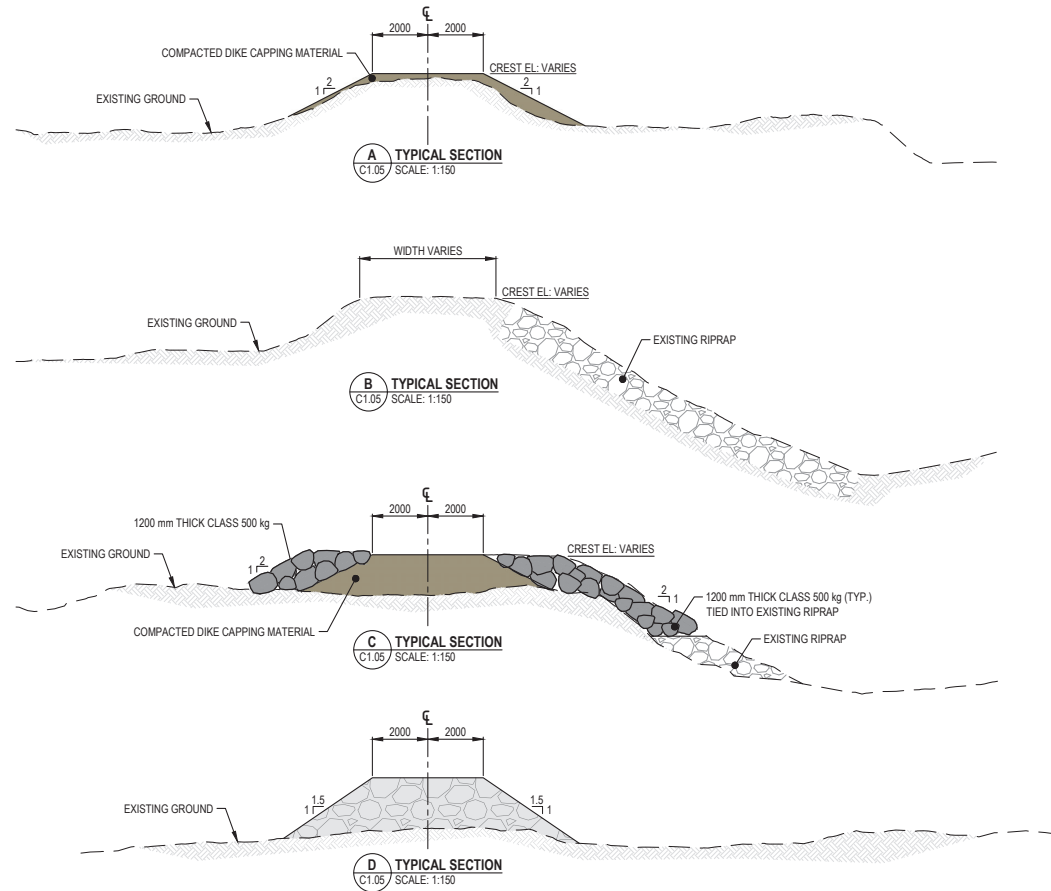 ℄
2000 2000
COMPACTED DIKE CAPPING MATERIAL
CREST EL: VARIES
2
1
2
1
EXISTING GROUND
A TYPICAL SECTION
C1.05 SCALE: 1:150
WIDTH VARIES
CREST EL: VARIES
EXISTING GROUND
EXISTING RIPRAP
B TYPICAL SECTION
C1.05 SCALE: 1:150
℄
2000 2000
1200 mm THICK CLASS 500 kg
EXISTING GROUND
CREST EL: VARIES
2
1
2
1
1200 mm THICK CLASS 500 kg (TYP.)
TIED INTO EXISTING RIPRAP
EXISTING RIPRAP
COMPACTED DIKE CAPPING MATERIAL
C TYPICAL SECTION
C1.05 SCALE: 1:150
℄
2000 2000
1.5
1
1.5
1
EXISTING GROUND
D TYPICAL SECTION
C1.05 SCALE: 1:150